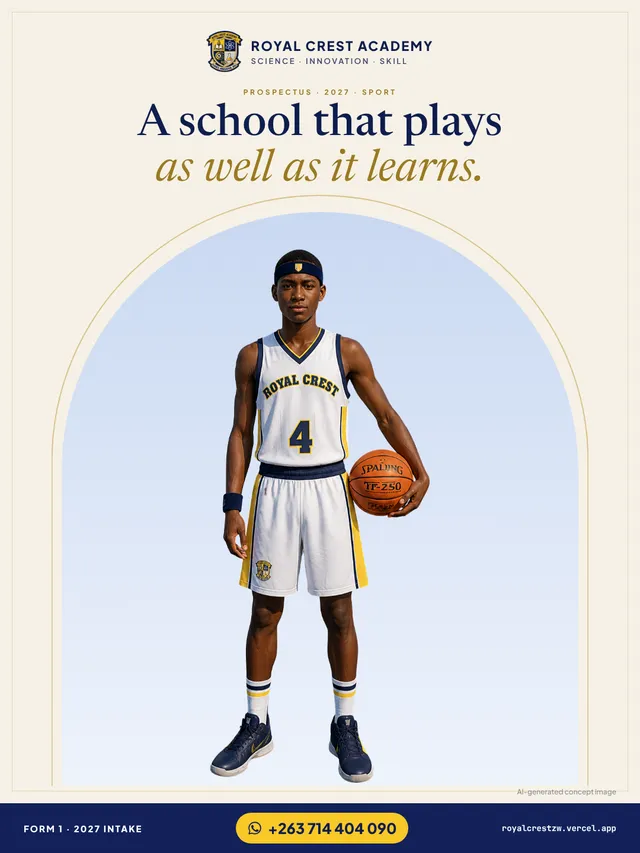 ROYAL CREST ACADEMY
SCIENCE · INNOVATION · SKILL
PROSPECTUS · 2027 · SPORT
A school that plays
as well as it learns.
ROYAL CREST
4
SPALDING
TF-250
AI-generated concept image
FORM 1 · 2027 INTAKE
+263 714 404 090
royalcrestzw.vercel.app